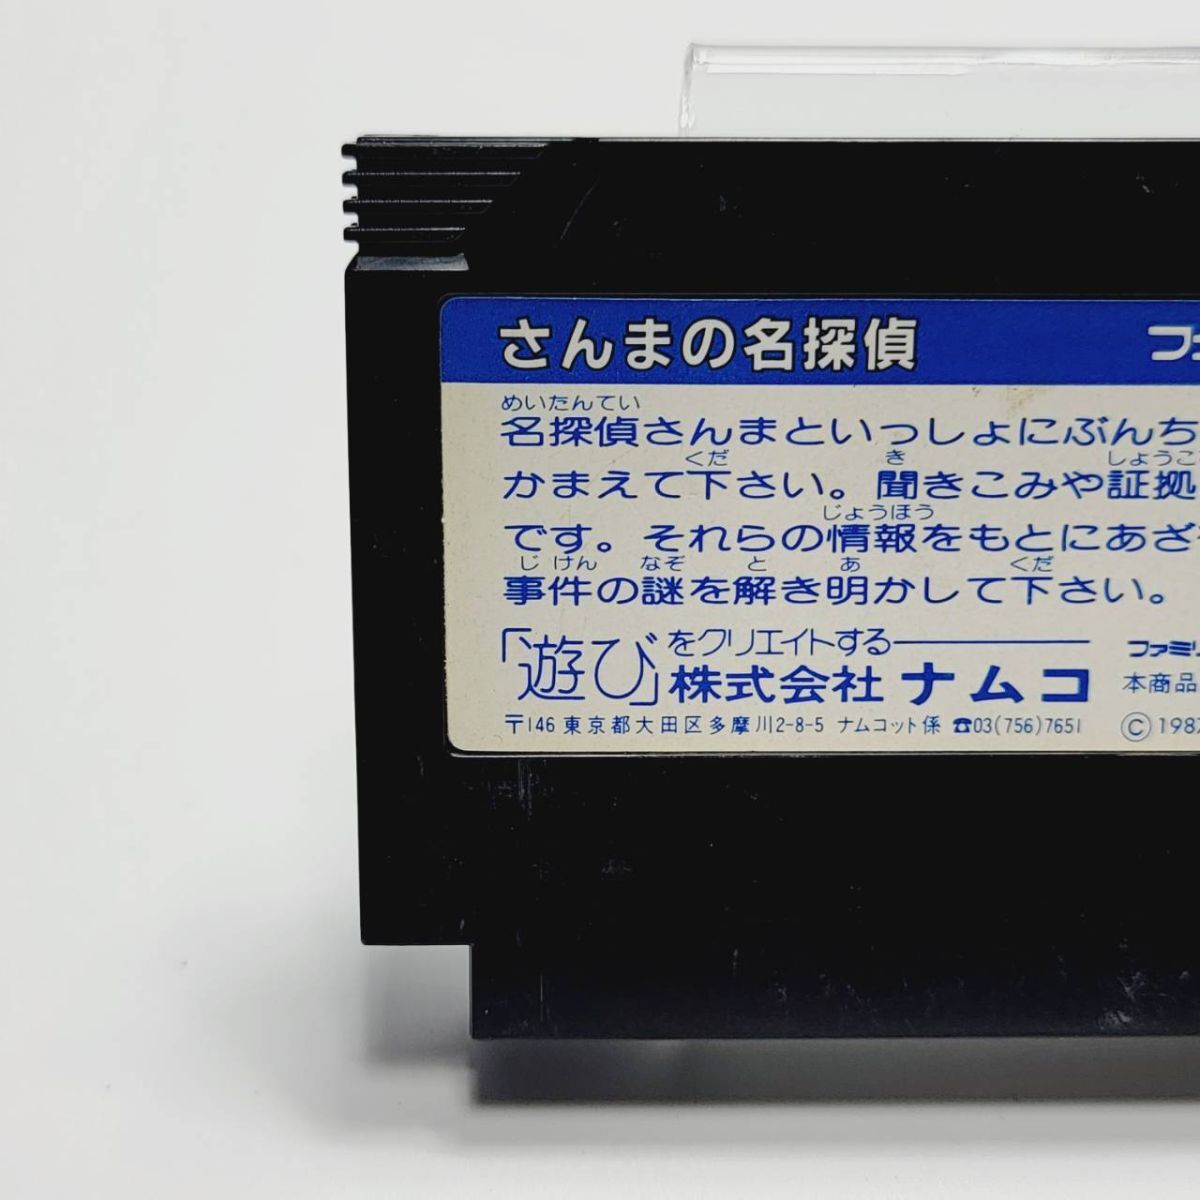 さんまの名探偵 ファ
めいたんてい
名探偵さんまといっしょにぶんち
くだ き しょうこ
かまえて下さい。聞きこみや証拠
じょうほう
です。それらの情報をもとにあざ
じ けん なぞ と あ くだ
事件の謎を解き明かして下さい。
「遊び」をクリエイトする
株式会社ナムコ
〒146 東京都大田区多摩川2-8-5 ナムコット係 ☎03(756)7651
ファミリ
本商品
© 1987